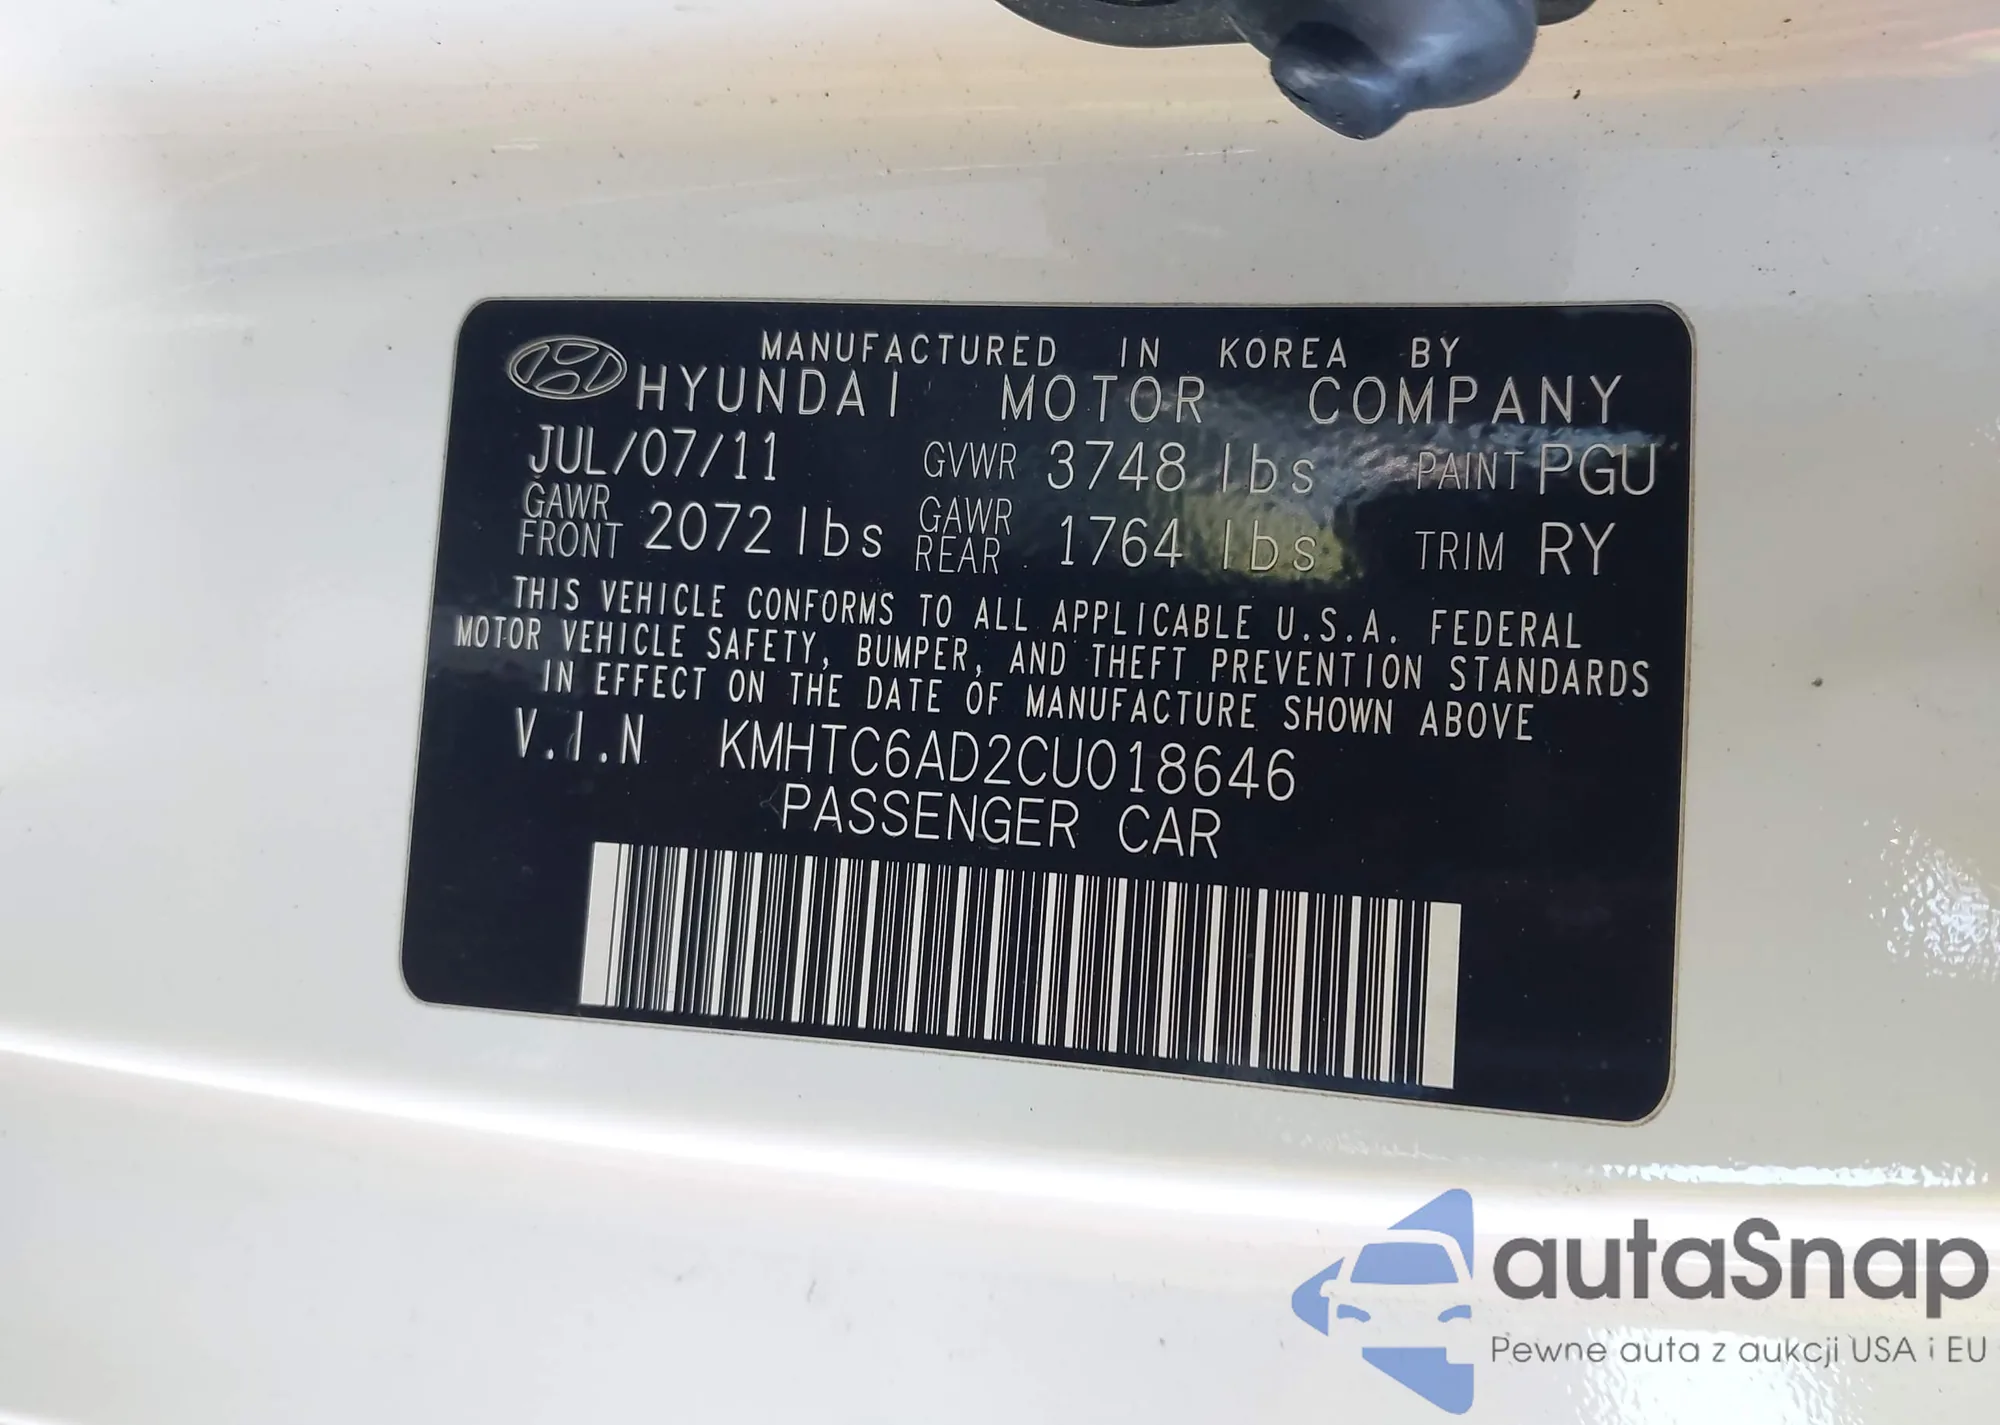 MANUFACTURED IN KOREA BY
HYUNDAI MOTOR COMPANY
JUL/07/11 GVWR 3748 lbs PAINT PGU
GAWR FRONT 2072 lbs GAWR REAR 1764 lbs TRIM RY
THIS VEHICLE CONFORMS TO ALL APPLICABLE U.S.A. FEDERAL
MOTOR VEHICLE SAFETY, BUMPER, AND THEFT PREVENTION STANDARDS
IN EFFECT ON THE DATE OF MANUFACTURE SHOWN ABOVE
V.I.N KMHTC6AD2CU018646
PASSENGER CAR
autaSnap
Pewne auta z aukcji USA i EU